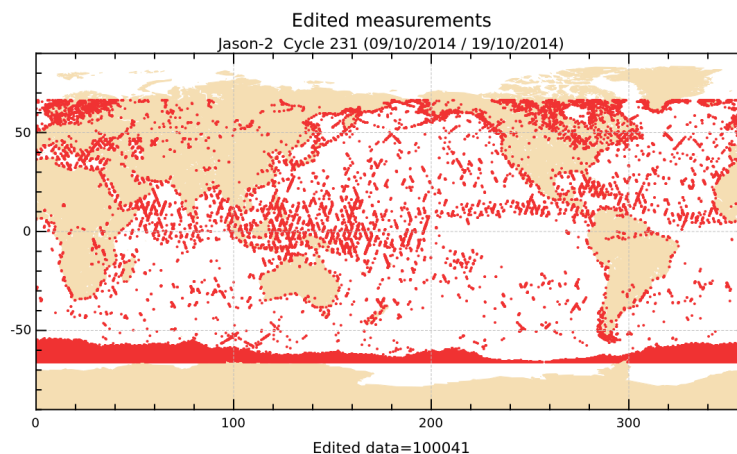 Edited measurements
Jason-2  Cycle 231 (09/10/2014 / 19/10/2014)
50
0
-50
0 100 200 300
Edited data=100041